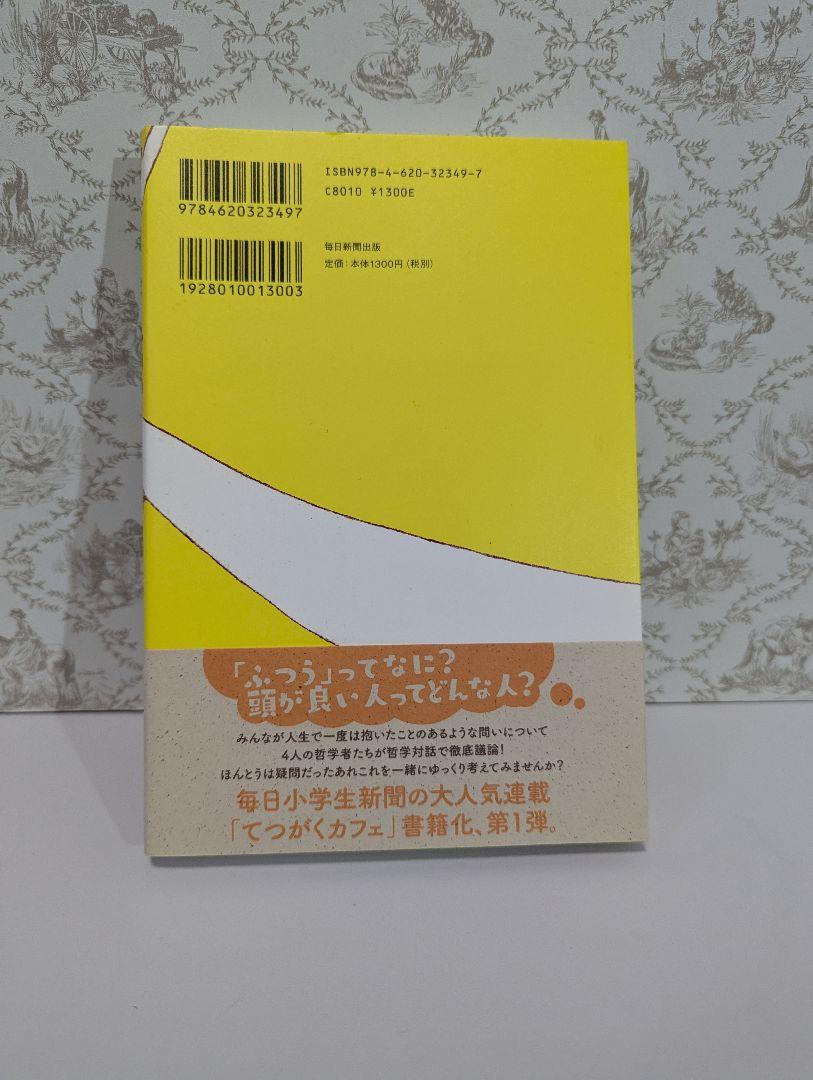 ISBN978-4-620-32349-7
C8010 ¥1300E
9784620323497
毎日新聞出版
定価：本体1300円（税別）
1928010013003
「ふつう」ってなに？
頭が良い人ってどんな人？
みんなが人生で一度は抱いたことのあるような問いについて
4人の哲学者たちが哲学対話で徹底議論！
ほんとうは疑問だったあれこれを一緒にゆっくり考えてみませんか？
毎日小学生新聞の大人気連載
「てつがくカフェ」書籍化、第1弾。